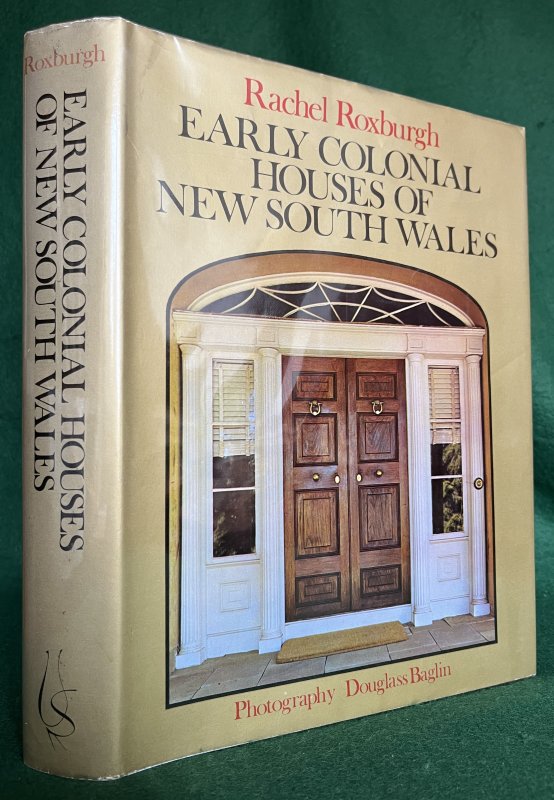 Roxburgh
EARLY COLONIAL HOUSES
OF NEW SOUTH WALES
Rachel Roxburgh
EARLY COLONIAL
HOUSES OF
NEW SOUTH WALES
Photography Douglass Baglin